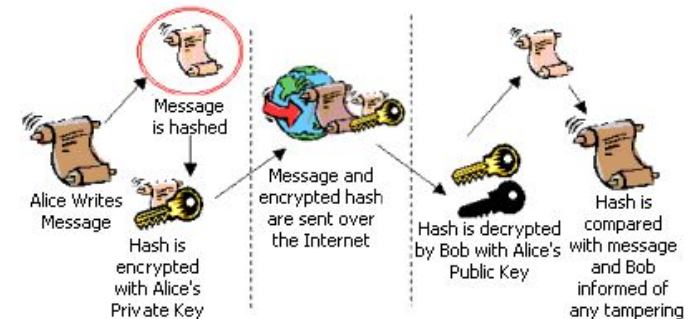 Alice Writes
Message
Message
is hashed
Hash is
encrypted
with Alice's
Private Key
Message and
encrypted hash
are sent over
the Internet
Hash is decrypted
by Bob with Alice's
Public Key
Hash is
compared
with message
and Bob
informed of
any tampering